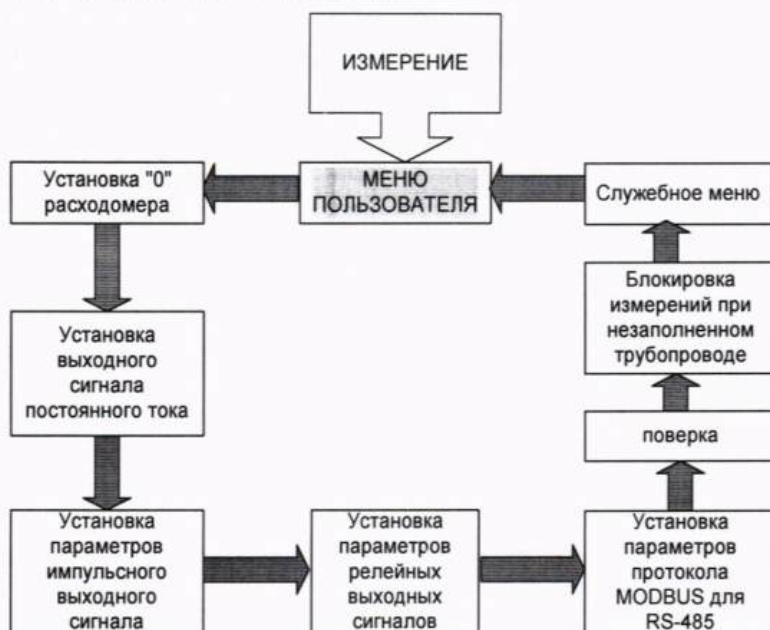 ИЗМЕРЕНИЕ
МЕНЮ
ПОЛЬЗОВАТЕЛЯ
Установка "0"
расходомера
Установка
выходного
сигнала
постоянного тока
Установка
параметров
импульсного
выходного
сигнала
Установка
параметров
релейных
выходных
сигналов
Установка
параметров
протокола
MODBUS для
RS-485
поверка
Блокировка
измерений при
незаполненном
трубопроводе
Служебное меню